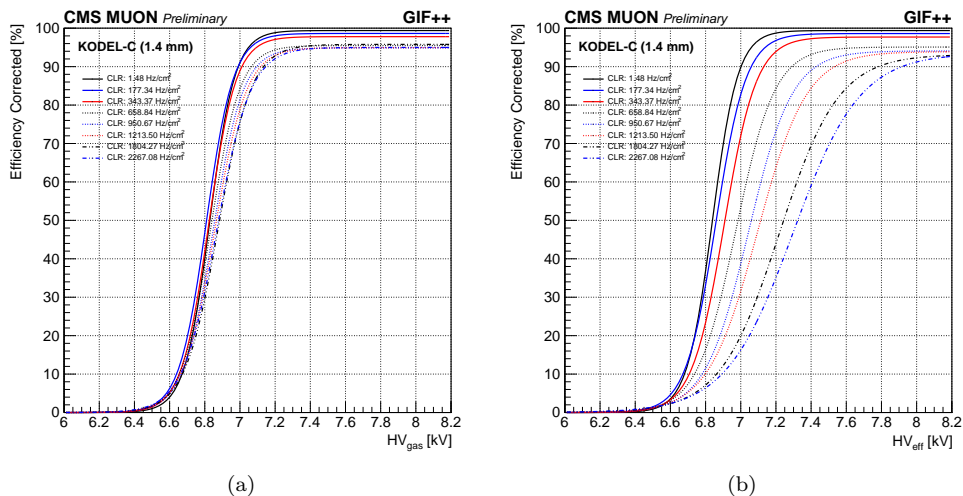 CMS MUON Preliminary GIF++
KODEL-C (1.4 mm)
CLR: 1.48 Hz/cm²
CLR: 177.34 Hz/cm²
CLR: 343.37 Hz/cm²
CLR: 658.84 Hz/cm²
CLR: 950.67 Hz/cm²
CLR: 1213.50 Hz/cm²
CLR: 1804.27 Hz/cm²
CLR: 2267.08 Hz/cm²
Efficiency Corrected [%]
100
90
80
70
60
50
40
30
20
10
0
6 6.2 6.4 6.6 6.8 7 7.2 7.4 7.6 7.8 8 8.2
HVgas [kV]
(a)
CMS MUON Preliminary GIF++
KODEL-C (1.4 mm)
CLR: 1.48 Hz/cm²
CLR: 177.34 Hz/cm²
CLR: 343.37 Hz/cm²
CLR: 658.84 Hz/cm²
CLR: 950.67 Hz/cm²
CLR: 1213.50 Hz/cm²
CLR: 1804.27 Hz/cm²
CLR: 2267.08 Hz/cm²
Efficiency Corrected [%]
100
90
80
70
60
50
40
30
20
10
0
6 6.2 6.4 6.6 6.8 7 7.2 7.4 7.6 7.8 8 8.2
HVeff [kV]
(b)